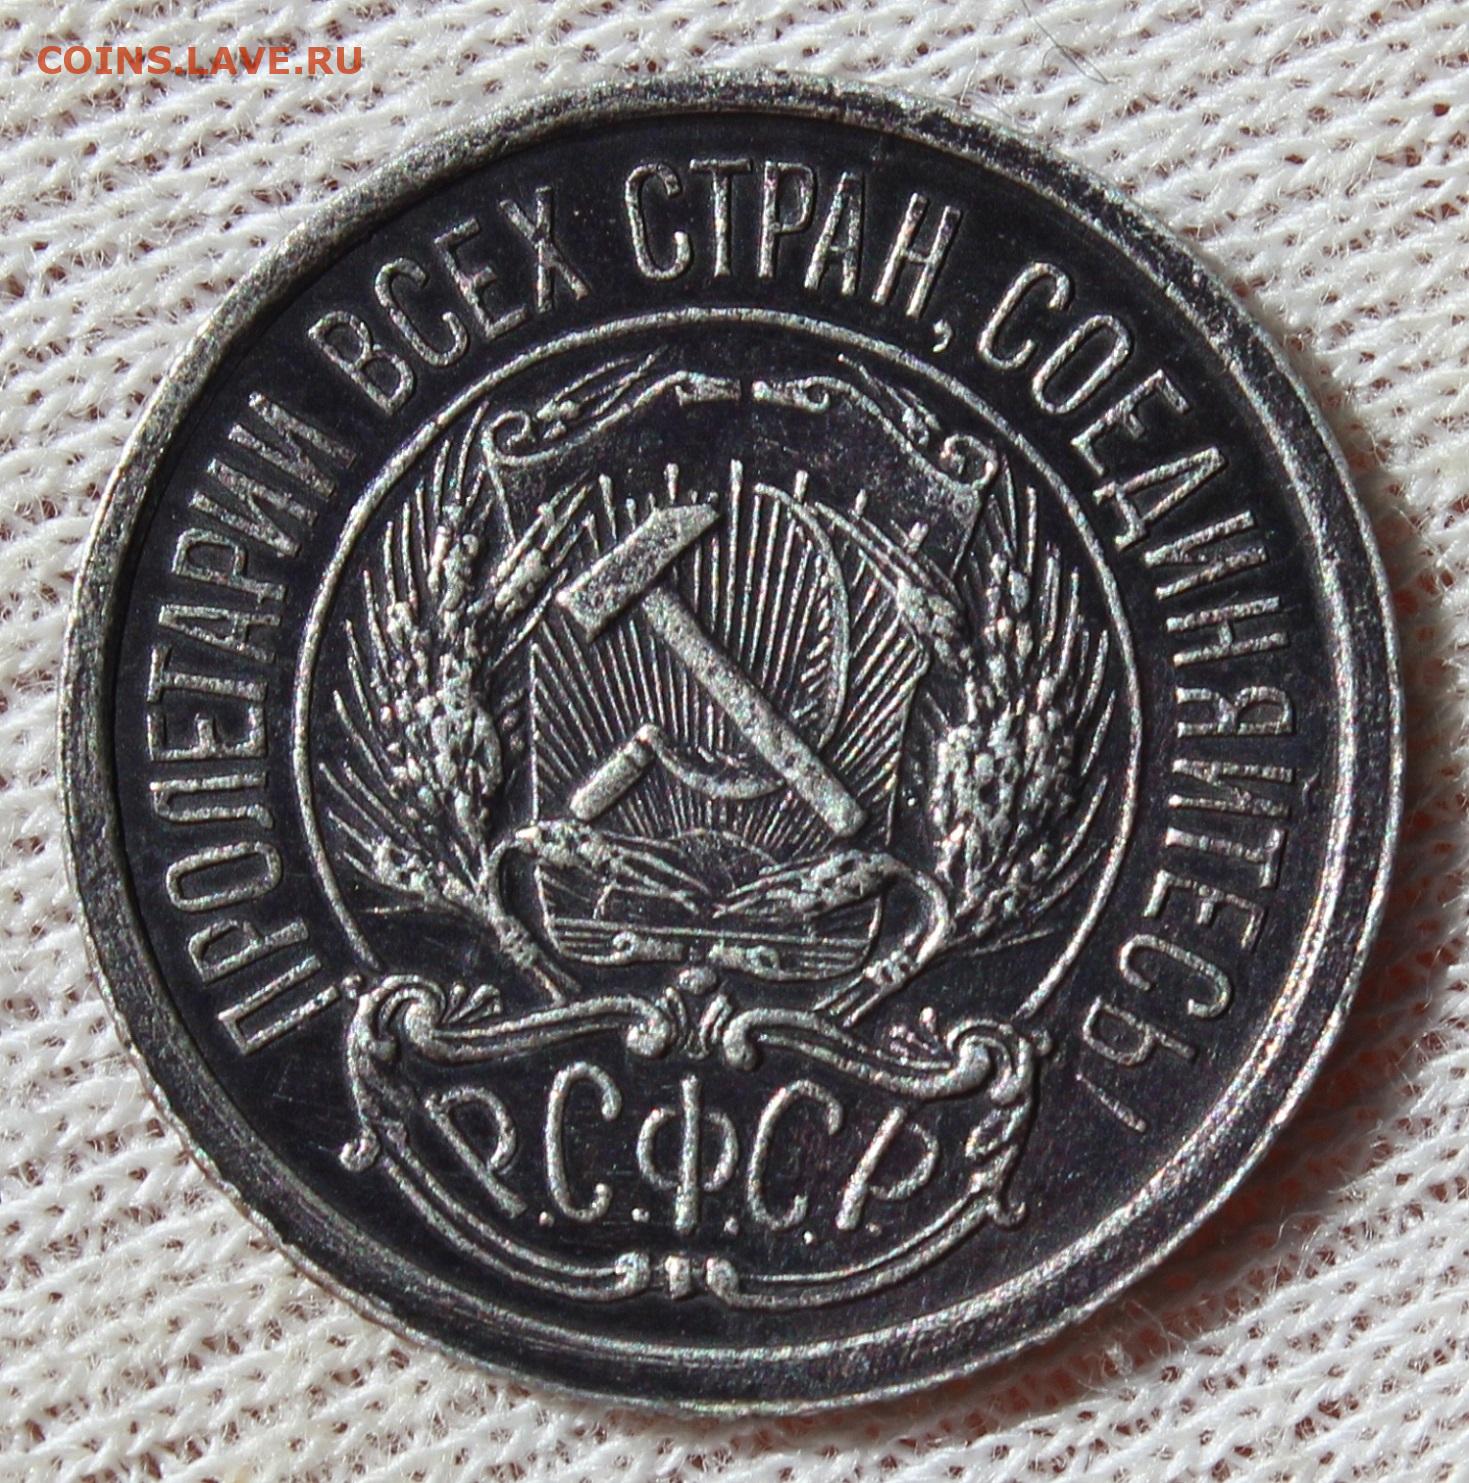 COINS.LAVE.RU
ПРОЛЕТАРИИ ВСЕХ СТРАН, СОЕДИНЯЙТЕСЬ
Р.С.Ф.С.Р.